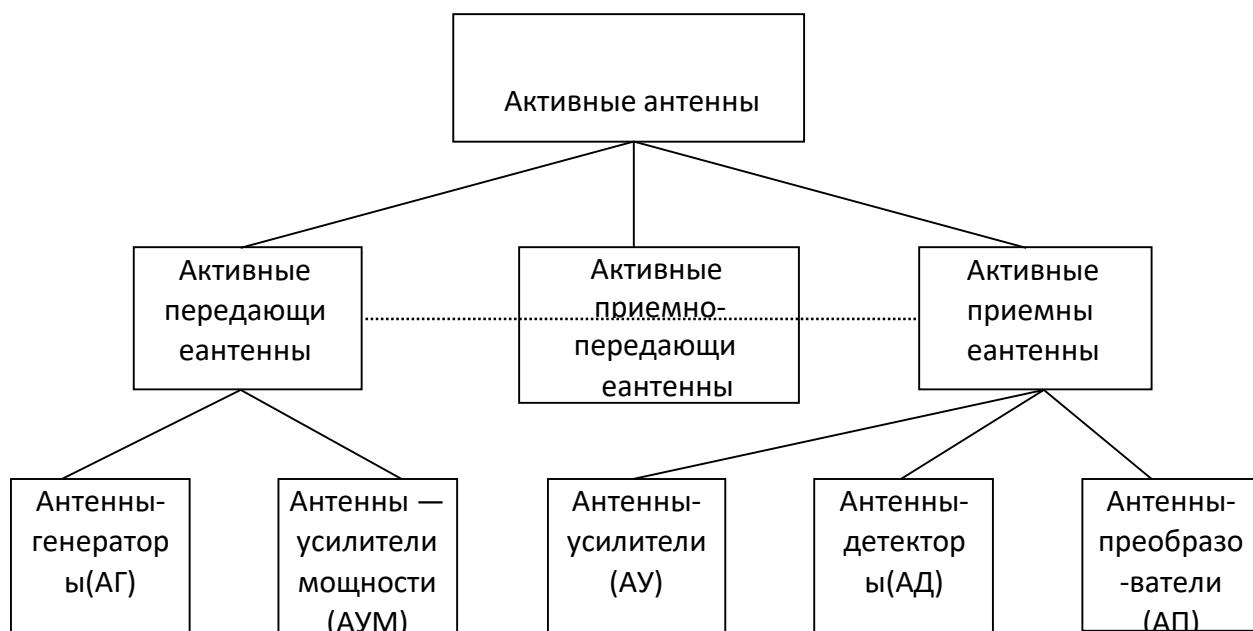 Активные антенны
Активные
передающи
еантенны
Активные
приемно-
передающи
еантенны
Активные
приемны
еантенны
Антенны-
генератор
ы(АГ)
Антенны —
усилители
мощности
(АУМ)
Антенны-
усилители
(АУ)
Антенны-
детектор
ы(АД)
Антенны-
преобразо
-ватели
(АП)